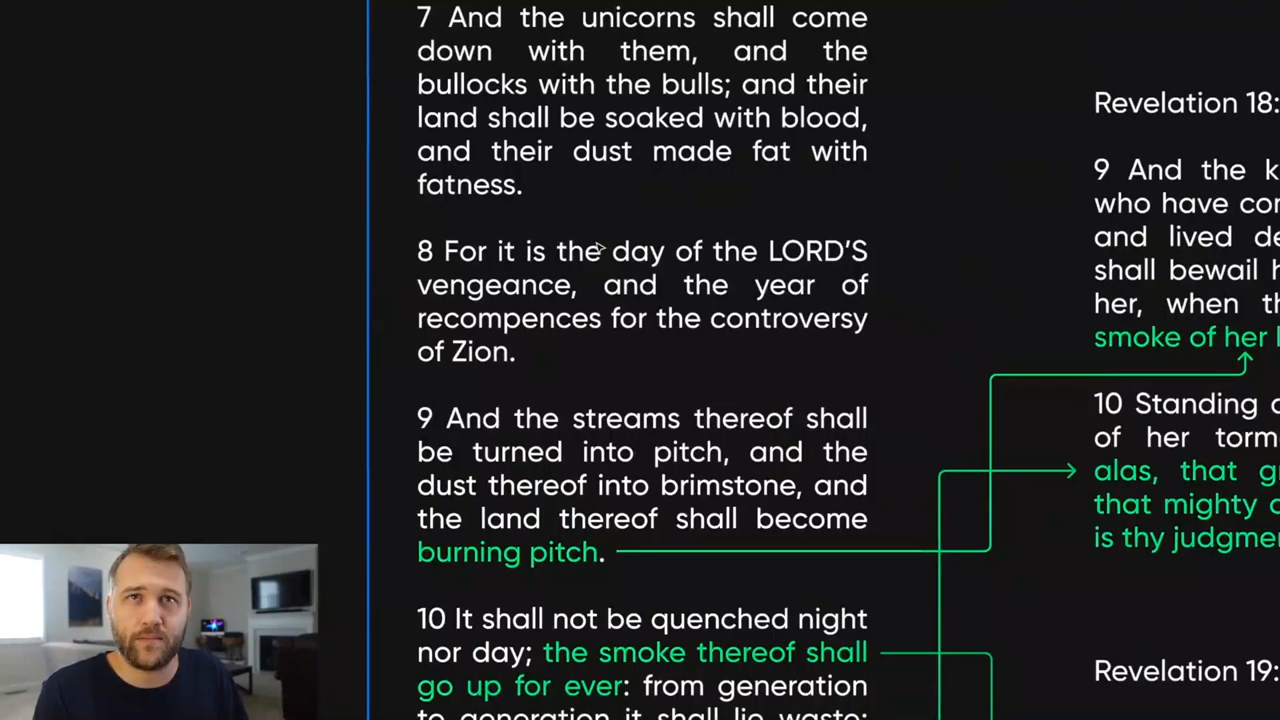 7 And the unicorns shall come
down with them, and the
bullocks with the bulls; and their
land shall be soaked with blood,
and their dust made fat with
fatness.
8 For it is the day of the LORD'S
vengeance, and the year of
recompences for the controversy
of Zion.
9 And the streams thereof shall
be turned into pitch, and the
dust thereof into brimstone, and
the land thereof shall become
burning pitch.
10 It shall not be quenched night
nor day; the smoke thereof shall
go up for ever: from generation
to generation it shall lie waste;
Revelation 18:
9 And the
who have
and lived
shall bewail
her, when
smoke of her
10 Standing
of her
alas, that
that mighty
is thy
Revelation 19: